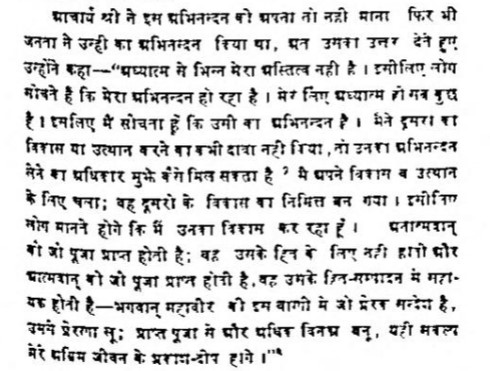 आचार्य श्री ने इस अभिनन्दन को अपना तो नही माना फिर भी
जनता ने उन्ही का अभिनन्दन किया था, अत उसका उत्तर देते हुए
उन्होंने कहा—"अध्यात्म से भिन्न मेरा अस्तित्व नही है । इसीलिए लोग
सोचते हैं कि मेरा अभिनन्दन हो रहा है । मेरे लिए अध्यात्म ही सब कुछ
है । इसलिए मैं सोचता हूँ कि उसी का अभिनन्दन है । मैंने दूसरो का
विकास या उत्थान करने का कभी दावा नही किया, तो उनका अभिनन्दन
लेने का अधिकार मुझे कैसे मिल सकता है ? मैं अपने विकास व उत्थान
के लिए चला; वह दूसरो के विकास का निमित्त बन गया । इसीलिए
लोग मानते होगे कि मैं उनका विकास कर रहा हूँ । अनात्मवान्
को जो पूजा प्राप्त होती है; वह उसके हित के लिए नही होती और
आत्मवान् को जो पूजा प्राप्त होती है, वह उसके हित-सम्पादन मे सहा-
यक होती है—भगवान् महावीर की इस वाणी मे जो प्रेरक सन्देश है,
उससे प्रेरणा लू; प्राप्त पूजा से और अधिक विनम्र बनू, यही सकल्प
मेरे अग्रिम जीवन के प्रकाश-दीप होगे ।"